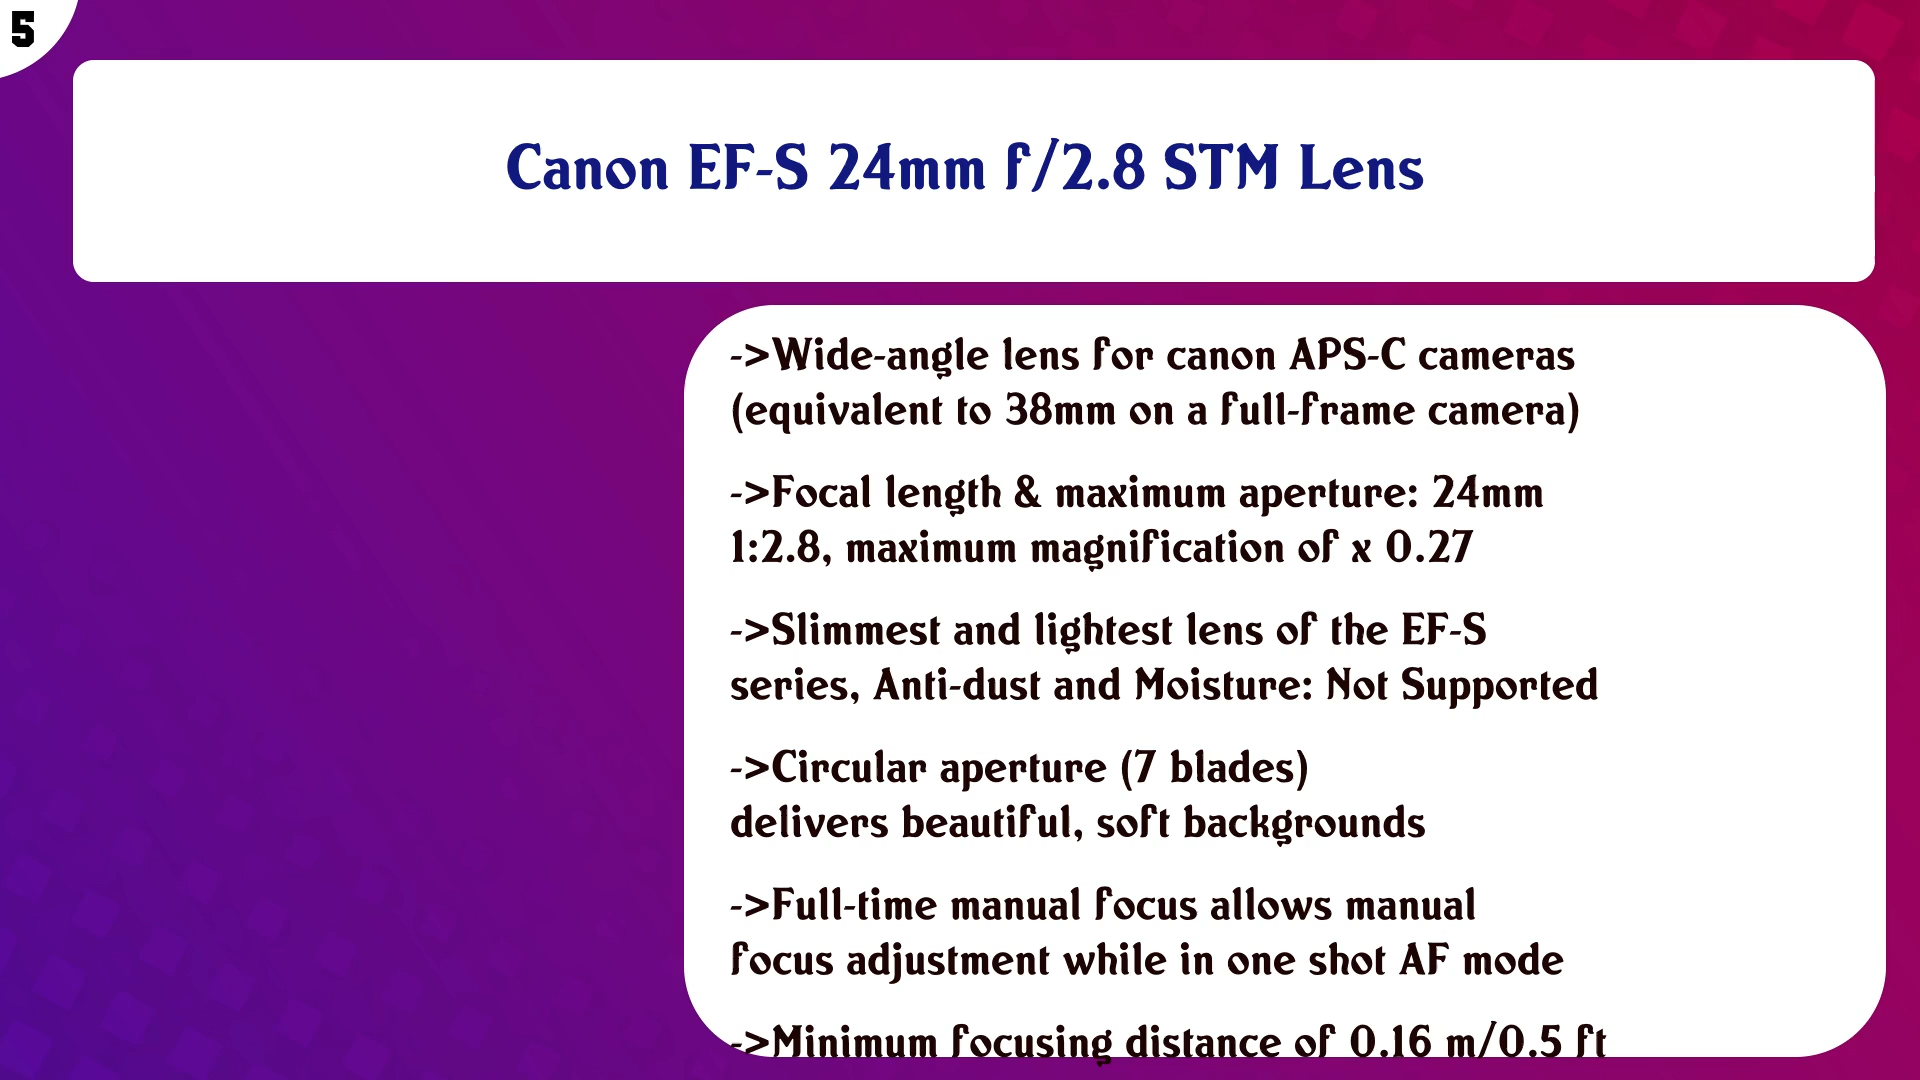 5
Canon EF-S 24mm f/2.8 STM Lens
->Wide-angle lens for canon APS-C cameras
(equivalent to 38mm on a full-frame camera)
->Focal length & maximum aperture: 24mm
1:2.8, maximum magnification of x 0.27
->Slimmest and lightest lens of the EF-S
series, Anti-dust and Moisture: Not Supported
->Circular aperture (7 blades)
delivers beautiful, soft backgrounds
->Full-time manual focus allows manual
focus adjustment while in one shot AF mode
->Minimum focusing distance of 0.16 m/0.5 ft